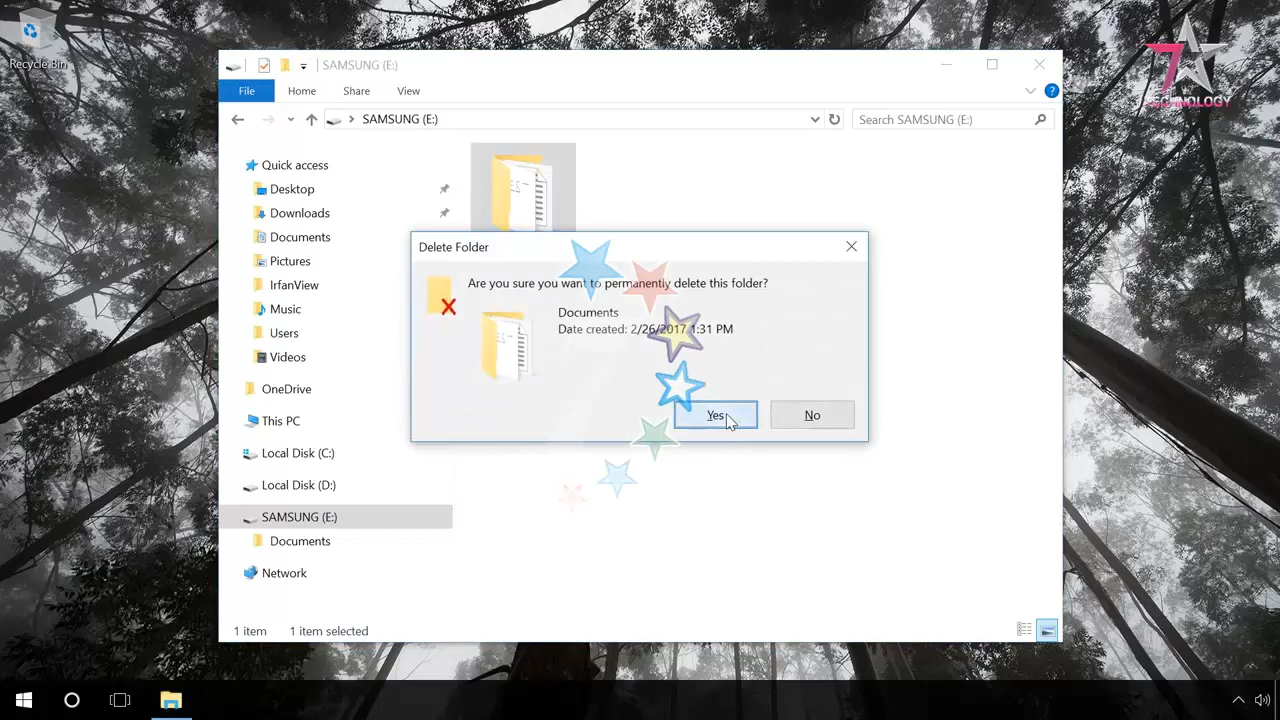 Recycle Bin
7
TECHNOLOGY
SAMSUNG (E:)
File
Home
Share
View
SAMSUNG (E:)
Search SAMSUNG (E:)
Quick access
Desktop
Downloads
Documents
Pictures
IrfanView
Music
Users
Videos
OneDrive
This PC
Local Disk (C:)
Local Disk (D:)
SAMSUNG (E:)
Documents
Network
Delete Folder
Are you sure you want to permanently delete this folder?
Documents
Date created: 2/26/2017 1:31 PM
Yes
No
1 item
1 item selected